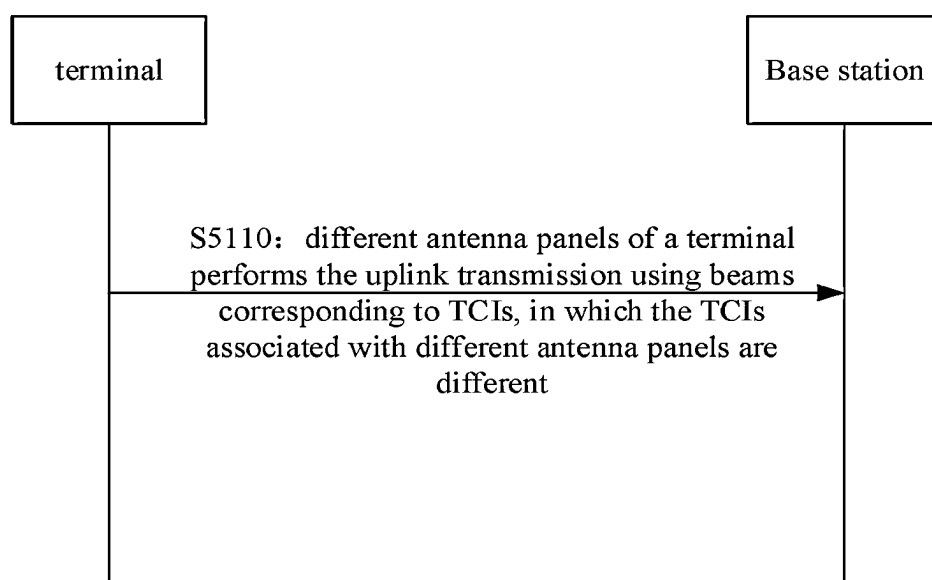 terminal
Base station
S5110：different antenna panels of a terminal
performs the uplink transmission using beams
corresponding to TCIs, in which the TCIs
associated with different antenna panels are
different